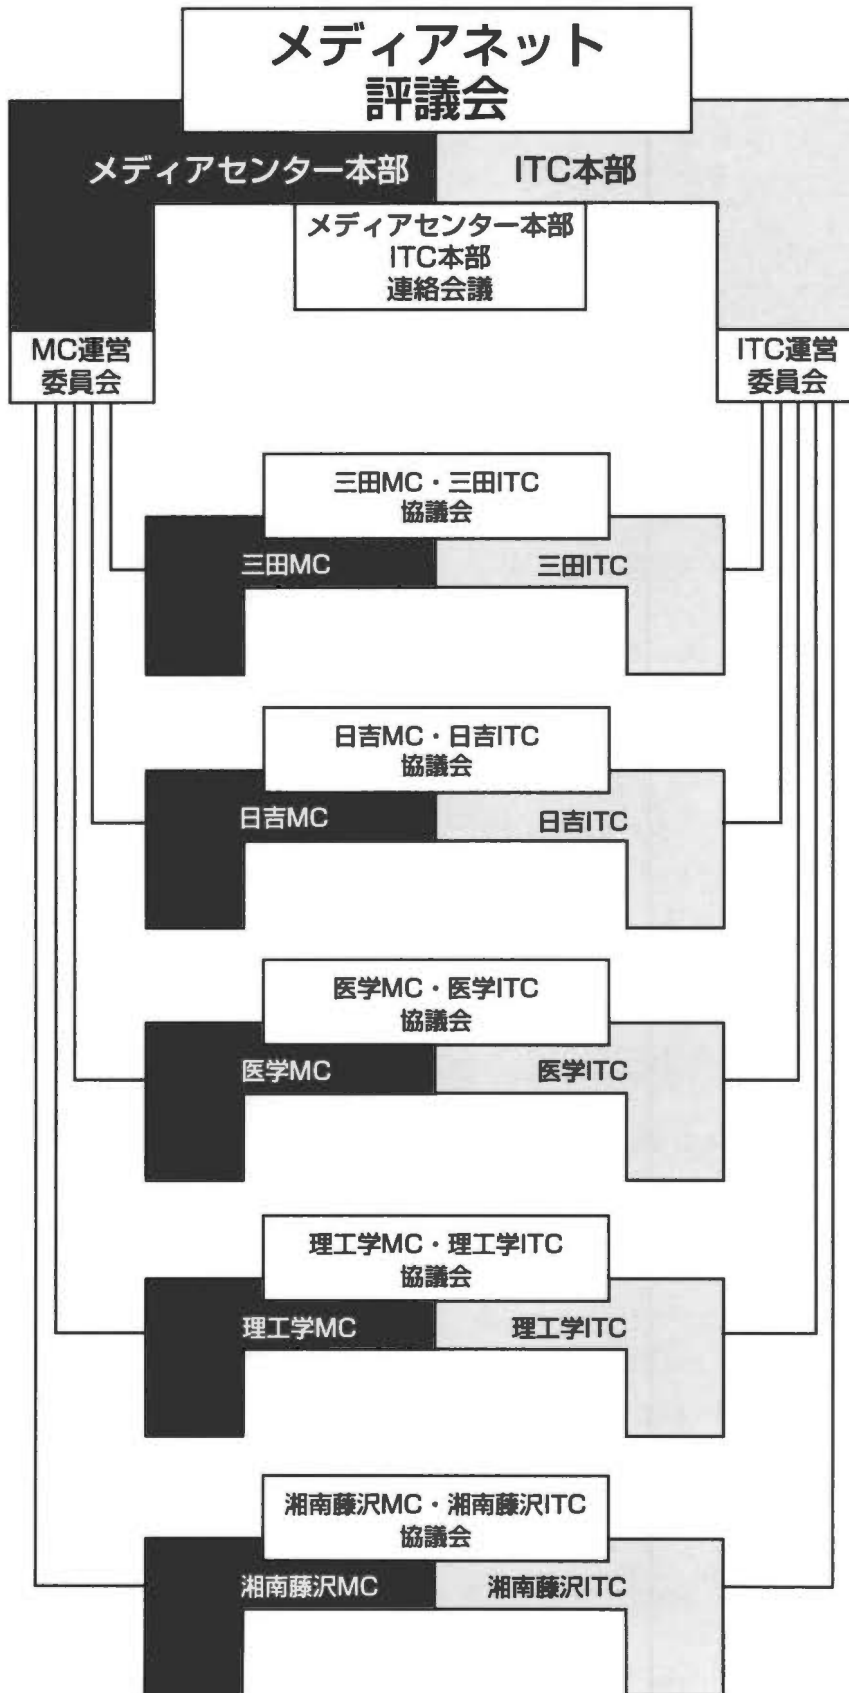 メディアネット
評議会
メディアセンター本部
ITC本部
メディアセンター本部
ITC本部
連絡会議
MC運営
委員会
ITC運営
委員会
三田MC・三田ITC
協議会
三田MC
三田ITC
日吉MC・日吉ITC
協議会
日吉MC
日吉ITC
医学MC・医学ITC
協議会
医学MC
医学ITC
理工学MC・理工学ITC
協議会
理工学MC
理工学ITC
湘南藤沢MC・湘南藤沢ITC
協議会
湘南藤沢MC
湘南藤沢ITC